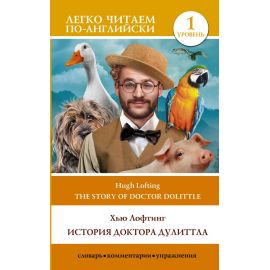 ЛЕГКО ЧИТАЕМ
ПО-АНГЛИЙСКИ
1
УРОВЕНЬ
Hugh Lofting
THE STORY OF DOCTOR DOLITTLE
Хью Лофтинг
ИСТОРИЯ ДОКТОРА ДУЛИТТЛА
словарь • комментарии • упражнения